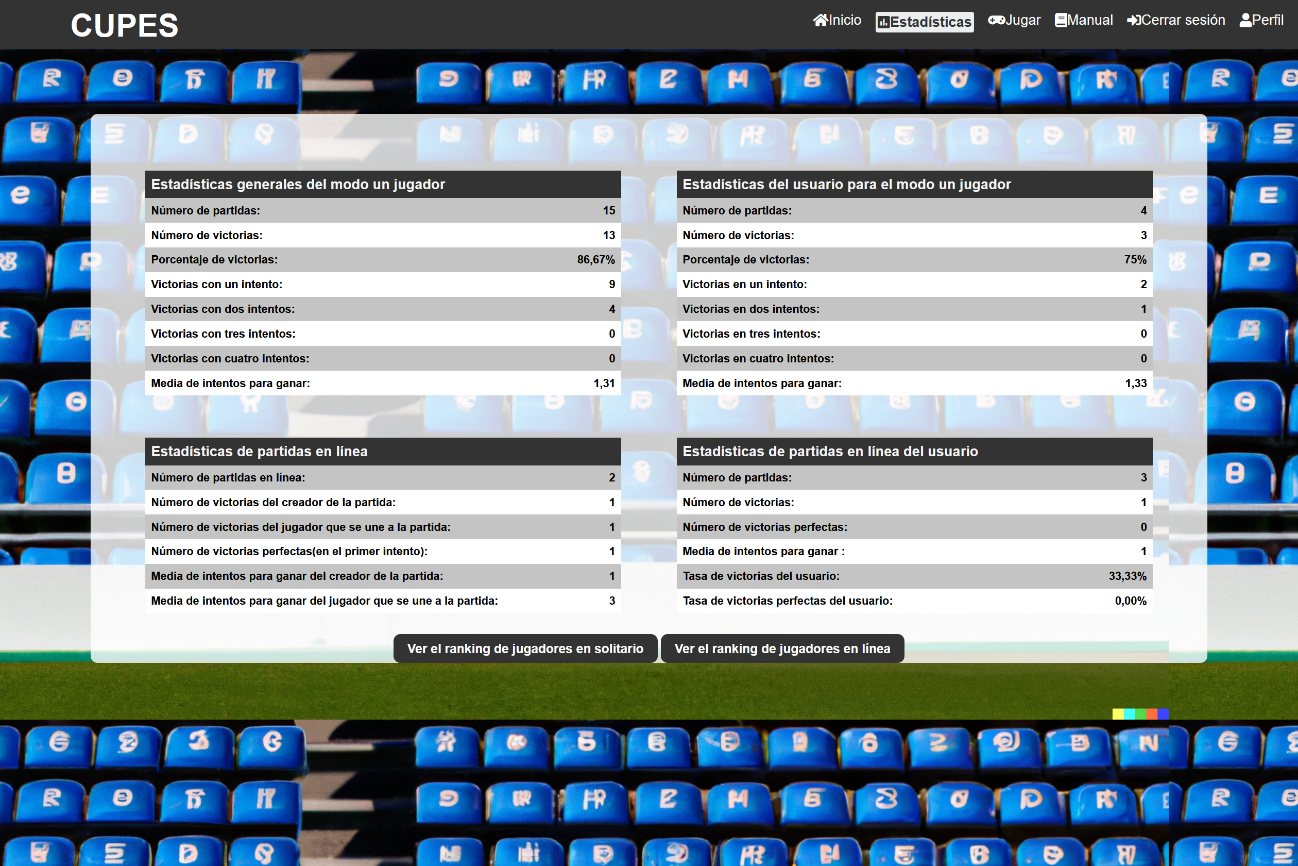 CUPES
Inicio
Estadísticas
Jugar
Manual
Cerrar sesión
Perfil
Estadísticas generales del modo un jugador
Número de partidas: 15
Número de victorias: 13
Porcentaje de victorias: 86,67%
Victorias con un intento: 9
Victorias con dos intentos: 4
Victorias con tres intentos: 0
Victorias con cuatro intentos: 0
Media de intentos para ganar: 1,31
Estadísticas del usuario para el modo un jugador
Número de partidas: 4
Número de victorias: 3
Porcentaje de victorias: 75%
Victorias en un intento: 2
Victorias en dos intentos: 1
Victorias en tres intentos: 0
Victorias en cuatro intentos: 0
Media de intentos para ganar: 1,33
Estadísticas de partidas en línea
Número de partidas en línea: 2
Número de victorias del creador de la partida: 1
Número de victorias del jugador que se une a la partida: 1
Número de victorias perfectas(en el primer intento): 1
Media de intentos para ganar del creador de la partida: 1
Media de intentos para ganar del jugador que se une a la partida: 3
Estadísticas de partidas en línea del usuario
Número de partidas: 3
Número de victorias: 1
Número de victorias perfectas: 0
Media de intentos para ganar : 1
Tasa de victorias del usuario: 33,33%
Tasa de victorias perfectas del usuario: 0,00%
Ver el ranking de jugadores en solitario
Ver el ranking de jugadores en línea